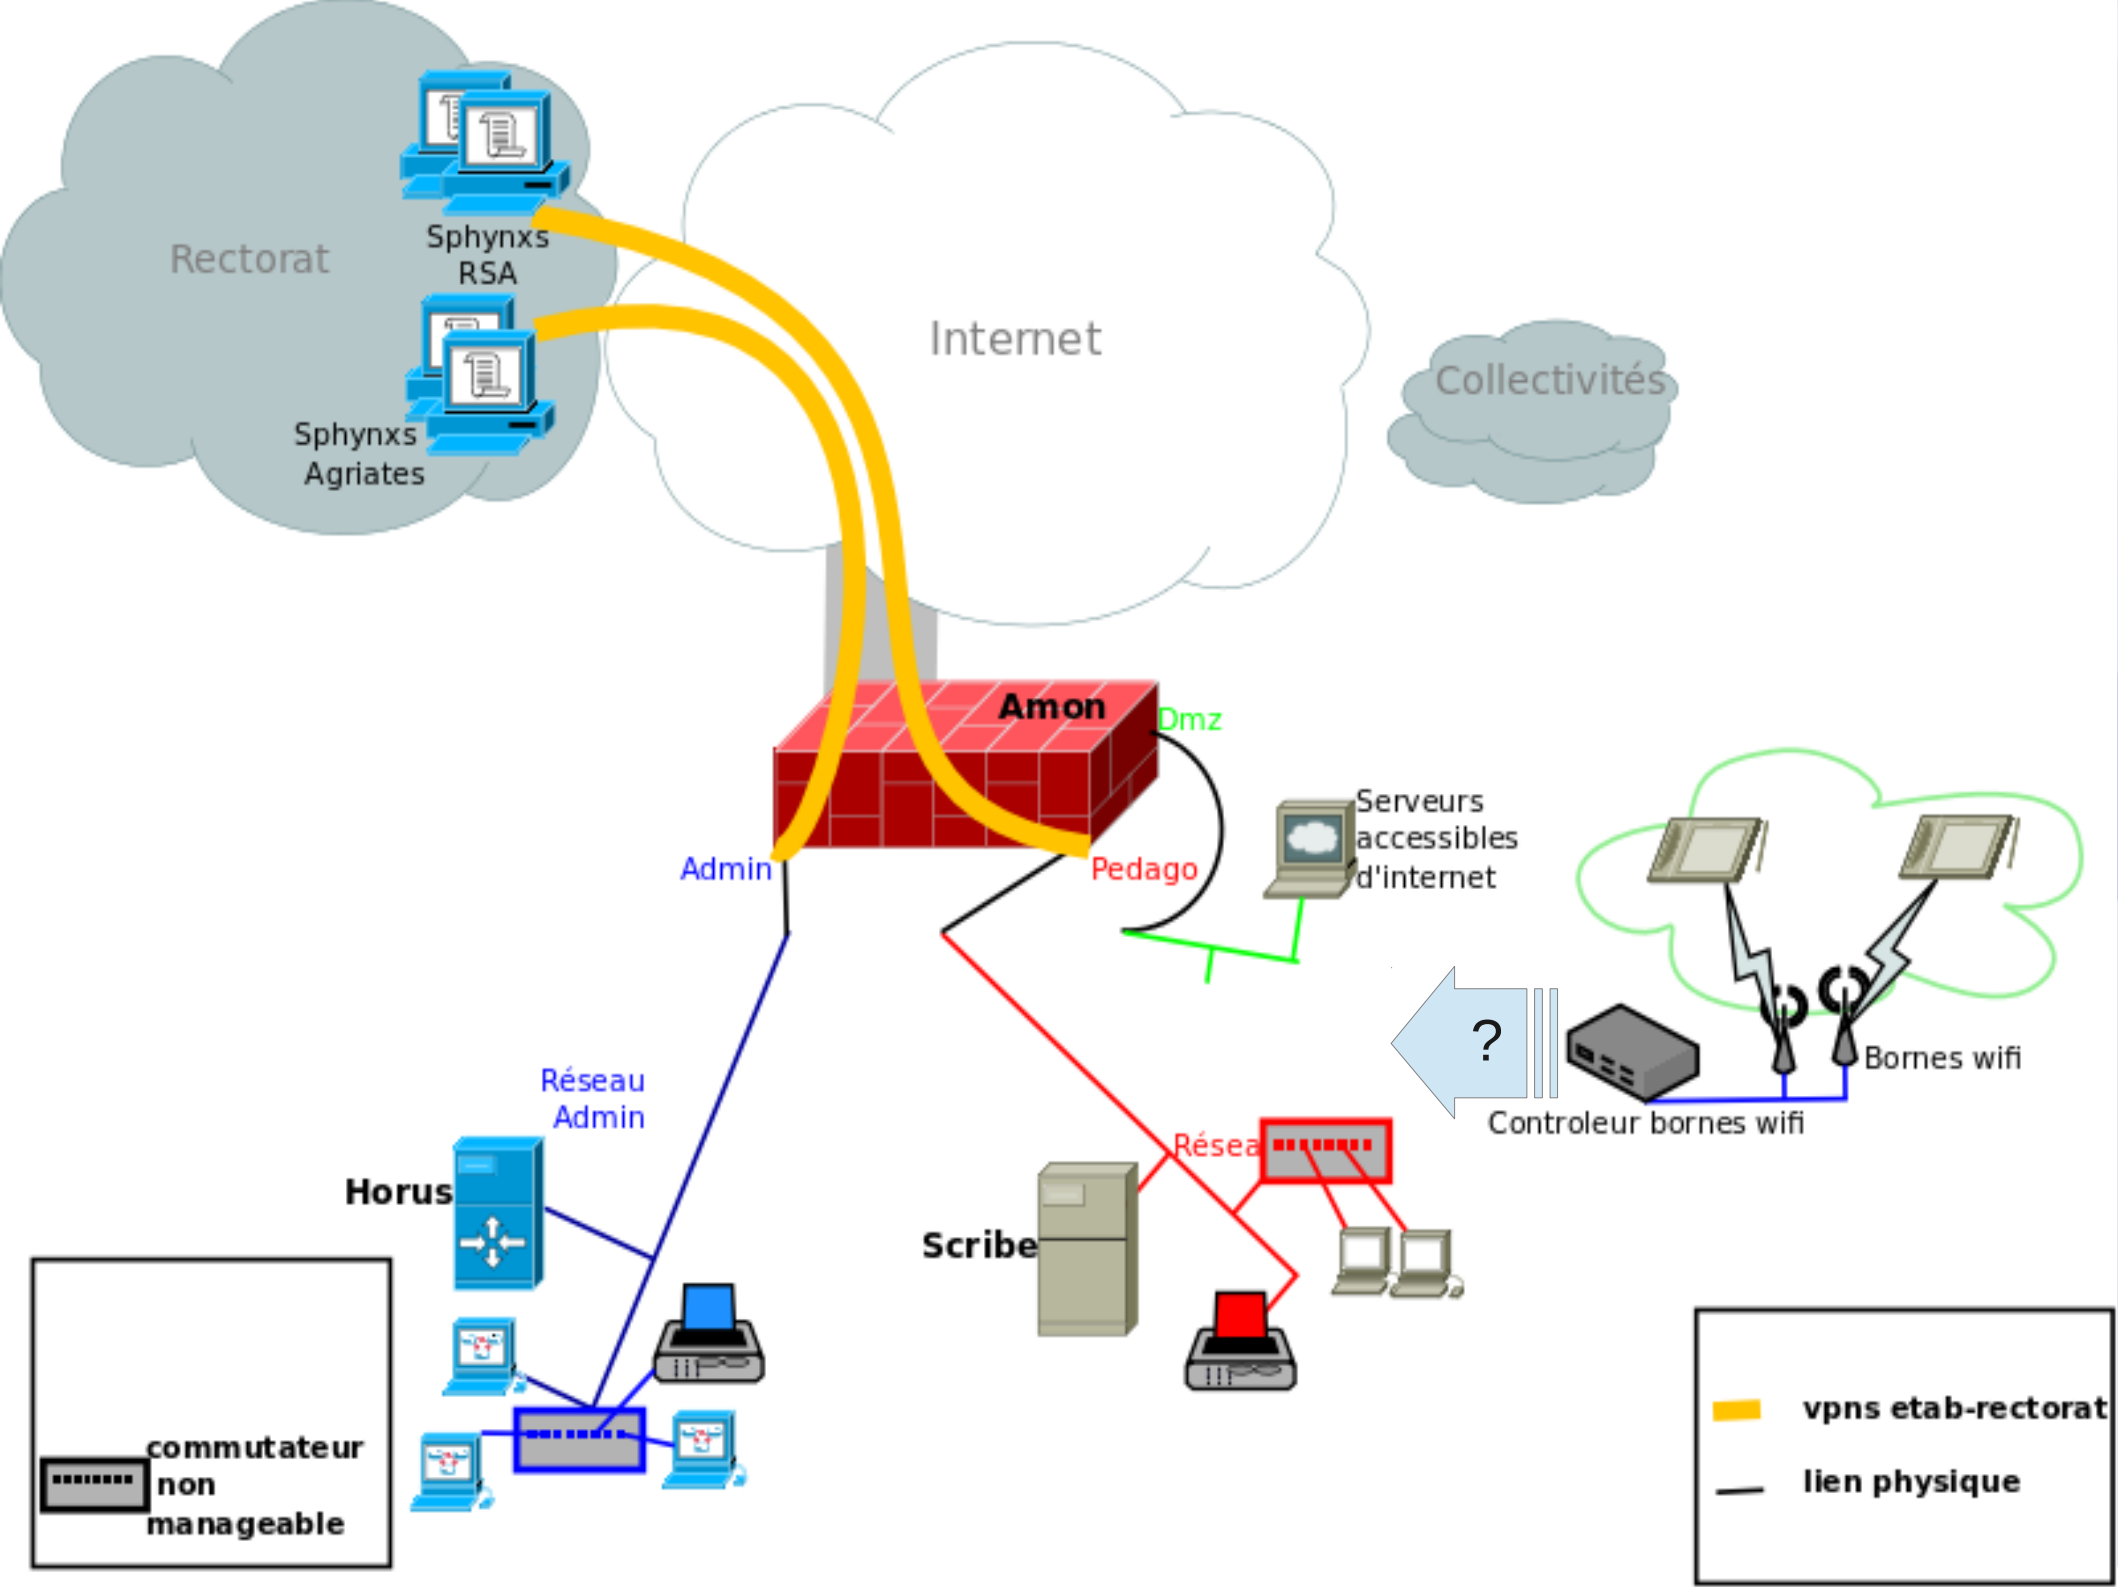 Rectorat
Sphynxs
RSA
Sphynxs
Agriates
Internet
Collectivités
Amon
Dmz
Admin
Pedago
Serveurs
accessibles
d'internet
?
Bornes wifi
Controleur bornes wifi
Réseau
Admin
Horus
Résea
Scribe
commutateur
non
manageable
vpns etab-rectorat
lien physique